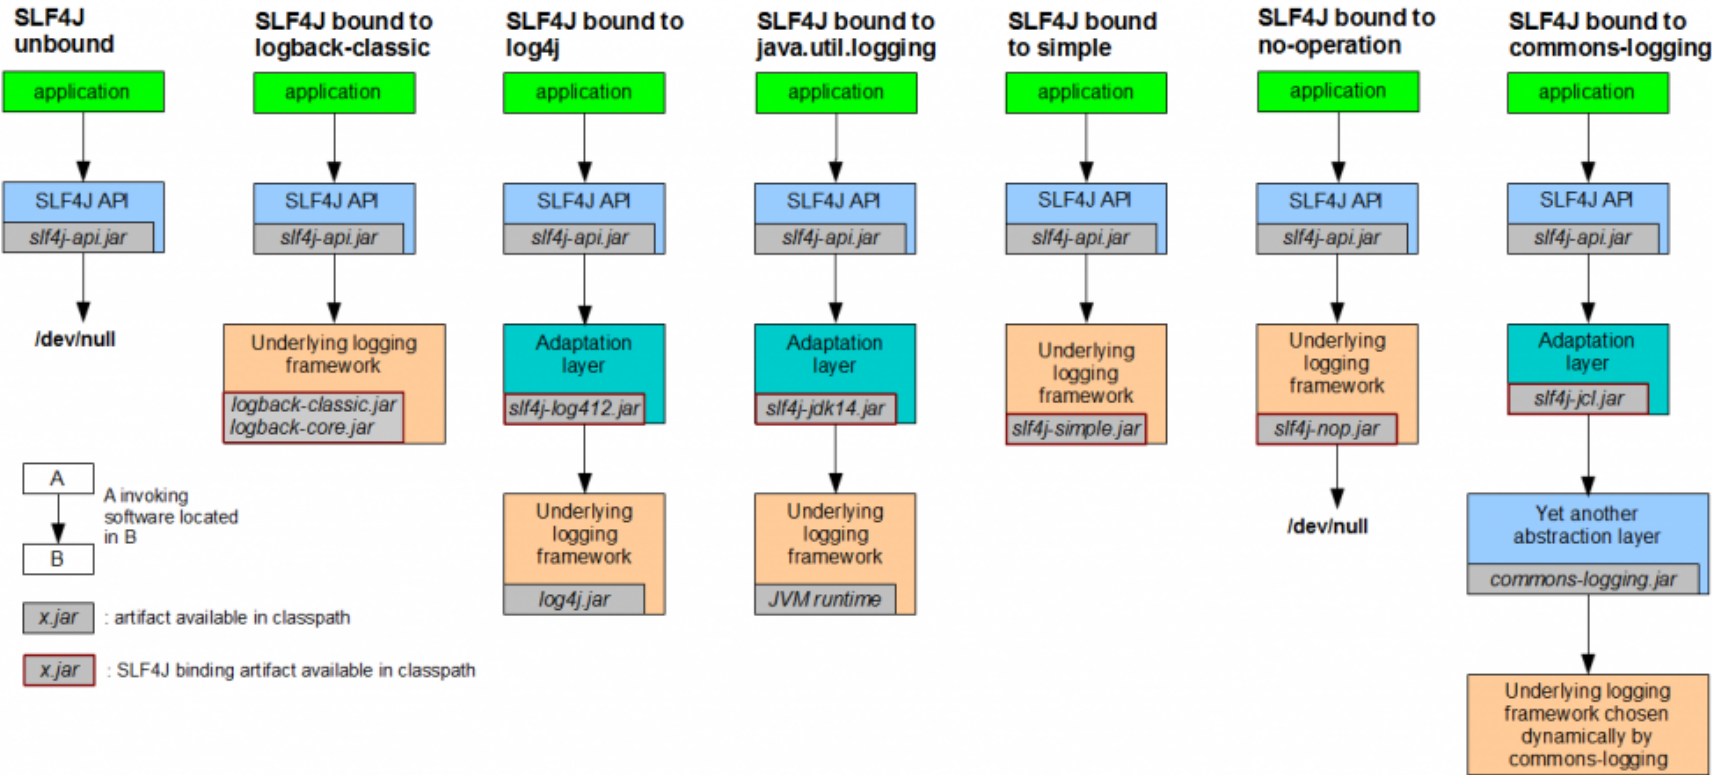 SLF4J
unbound
application
SLF4J API
slf4j-api.jar
/dev/null
SLF4J bound to
logback-classic
application
SLF4J API
slf4j-api.jar
Underlying logging
framework
logback-classic.jar
logback-core.jar
SLF4J bound to
log4j
application
SLF4J API
slf4j-api.jar
Adaptation
layer
slf4j-log412.jar
Underlying
logging
framework
log4j.jar
SLF4J bound to
java.util.logging
application
SLF4J API
slf4j-api.jar
Adaptation
layer
slf4j-jdk14.jar
Underlying
logging
framework
JVM runtime
SLF4J bound
to simple
application
SLF4J API
slf4j-api.jar
Underlying
logging
framework
slf4j-simple.jar
SLF4J bound to
no-operation
application
SLF4J API
slf4j-api.jar
Underlying
logging
framework
slf4j-nop.jar
/dev/null
SLF4J bound to
commons-logging
application
SLF4J API
slf4j-api.jar
Adaptation
layer
slf4j-jcl.jar
Yet another
abstraction layer
commons-logging.jar
Underlying logging
framework chosen
dynamically by
commons-logging
A
B
A invoking
software located
in B
x.jar : artifact available in classpath
x.jar : SLF4J binding artifact available in classpath